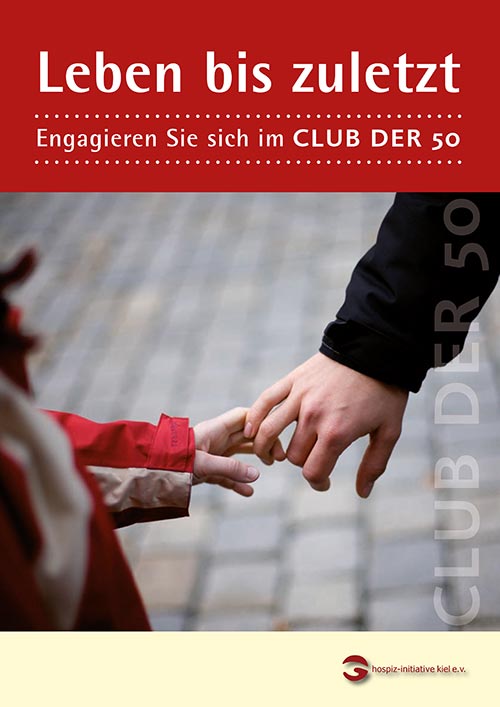 Leben bis zuletzt
Engagieren Sie sich im CLUB DER 50
CLUB DER 50
hospiz-initiative kiel e.v.